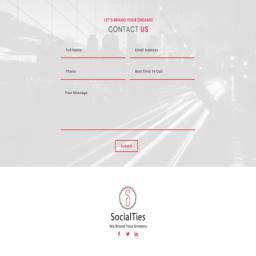 LET'S BRAND YOUR DREAMS!
CONTACT US
Full Name
Email Address
Phone
Best Time To Call
Your Message
Submit
SocialTies
We Brand Your Dreams